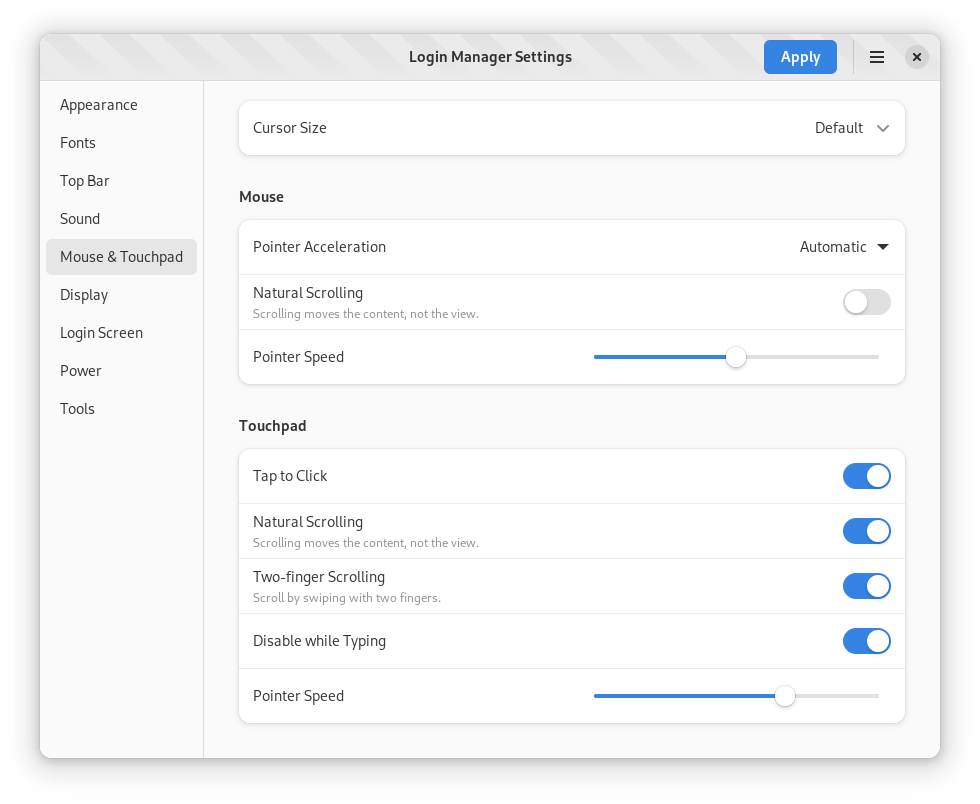 Login Manager Settings
Apply
Appearance
Fonts
Top Bar
Sound
Mouse & Touchpad
Display
Login Screen
Power
Tools
Cursor Size
Default
Mouse
Pointer Acceleration
Automatic
Natural Scrolling
Scrolling moves the content, not the view.
Pointer Speed
Touchpad
Tap to Click
Natural Scrolling
Scrolling moves the content, not the view.
Two-finger Scrolling
Scroll by swiping with two fingers.
Disable while Typing
Pointer Speed